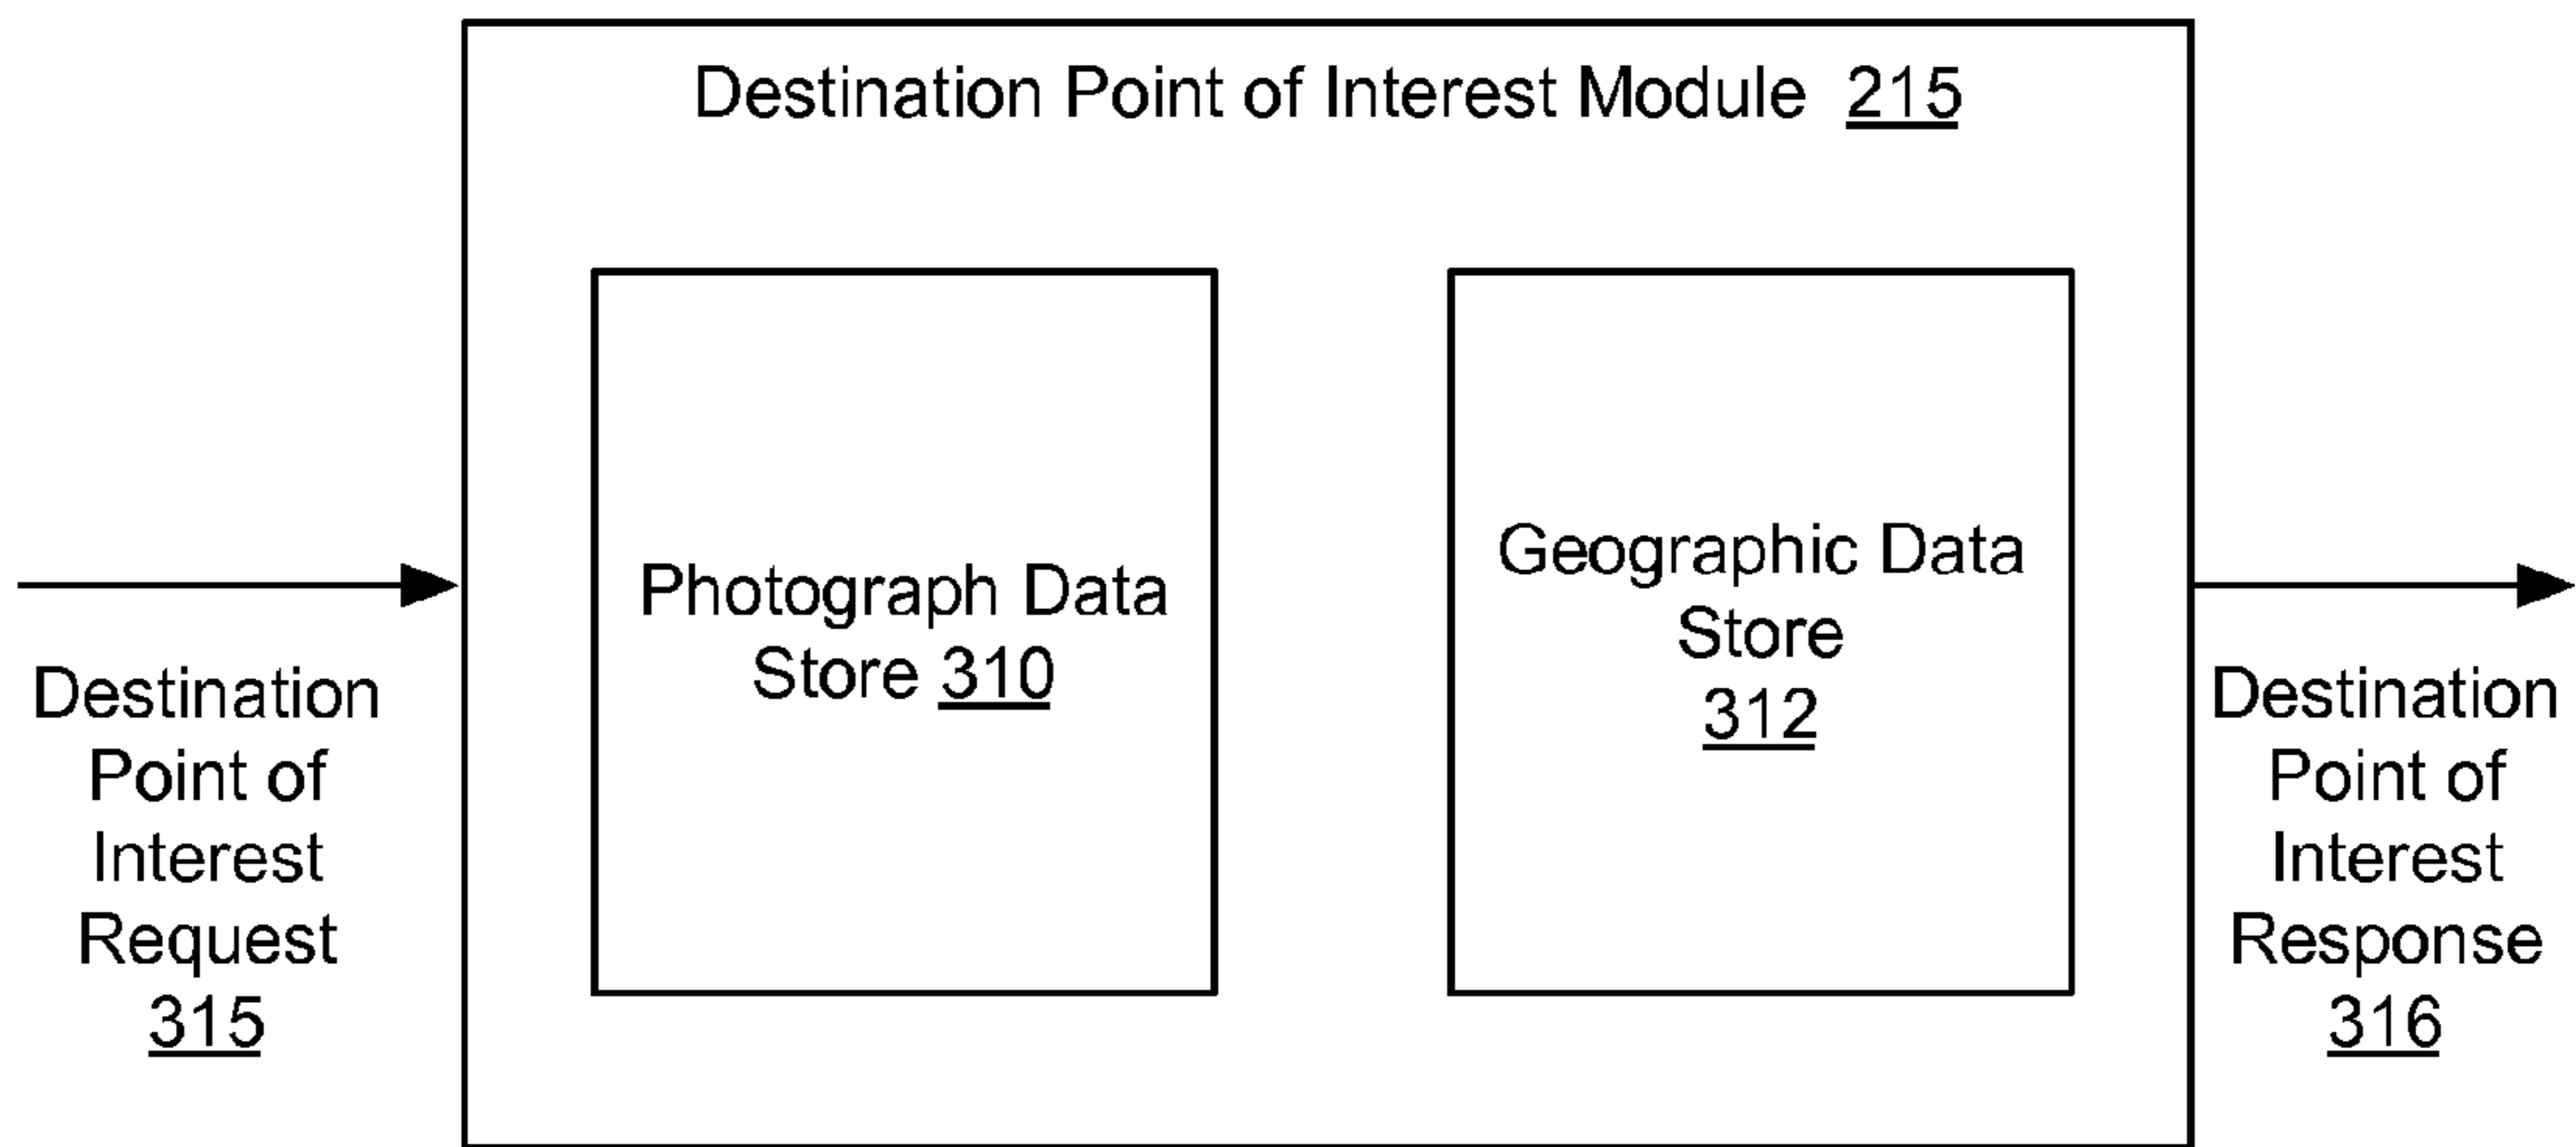 Destination Point of Interest Module 215
Destination
Point of
Interest
Request
315
Photograph Data
Store 310
Geographic Data
Store
312
Destination
Point of
Interest
Response
316